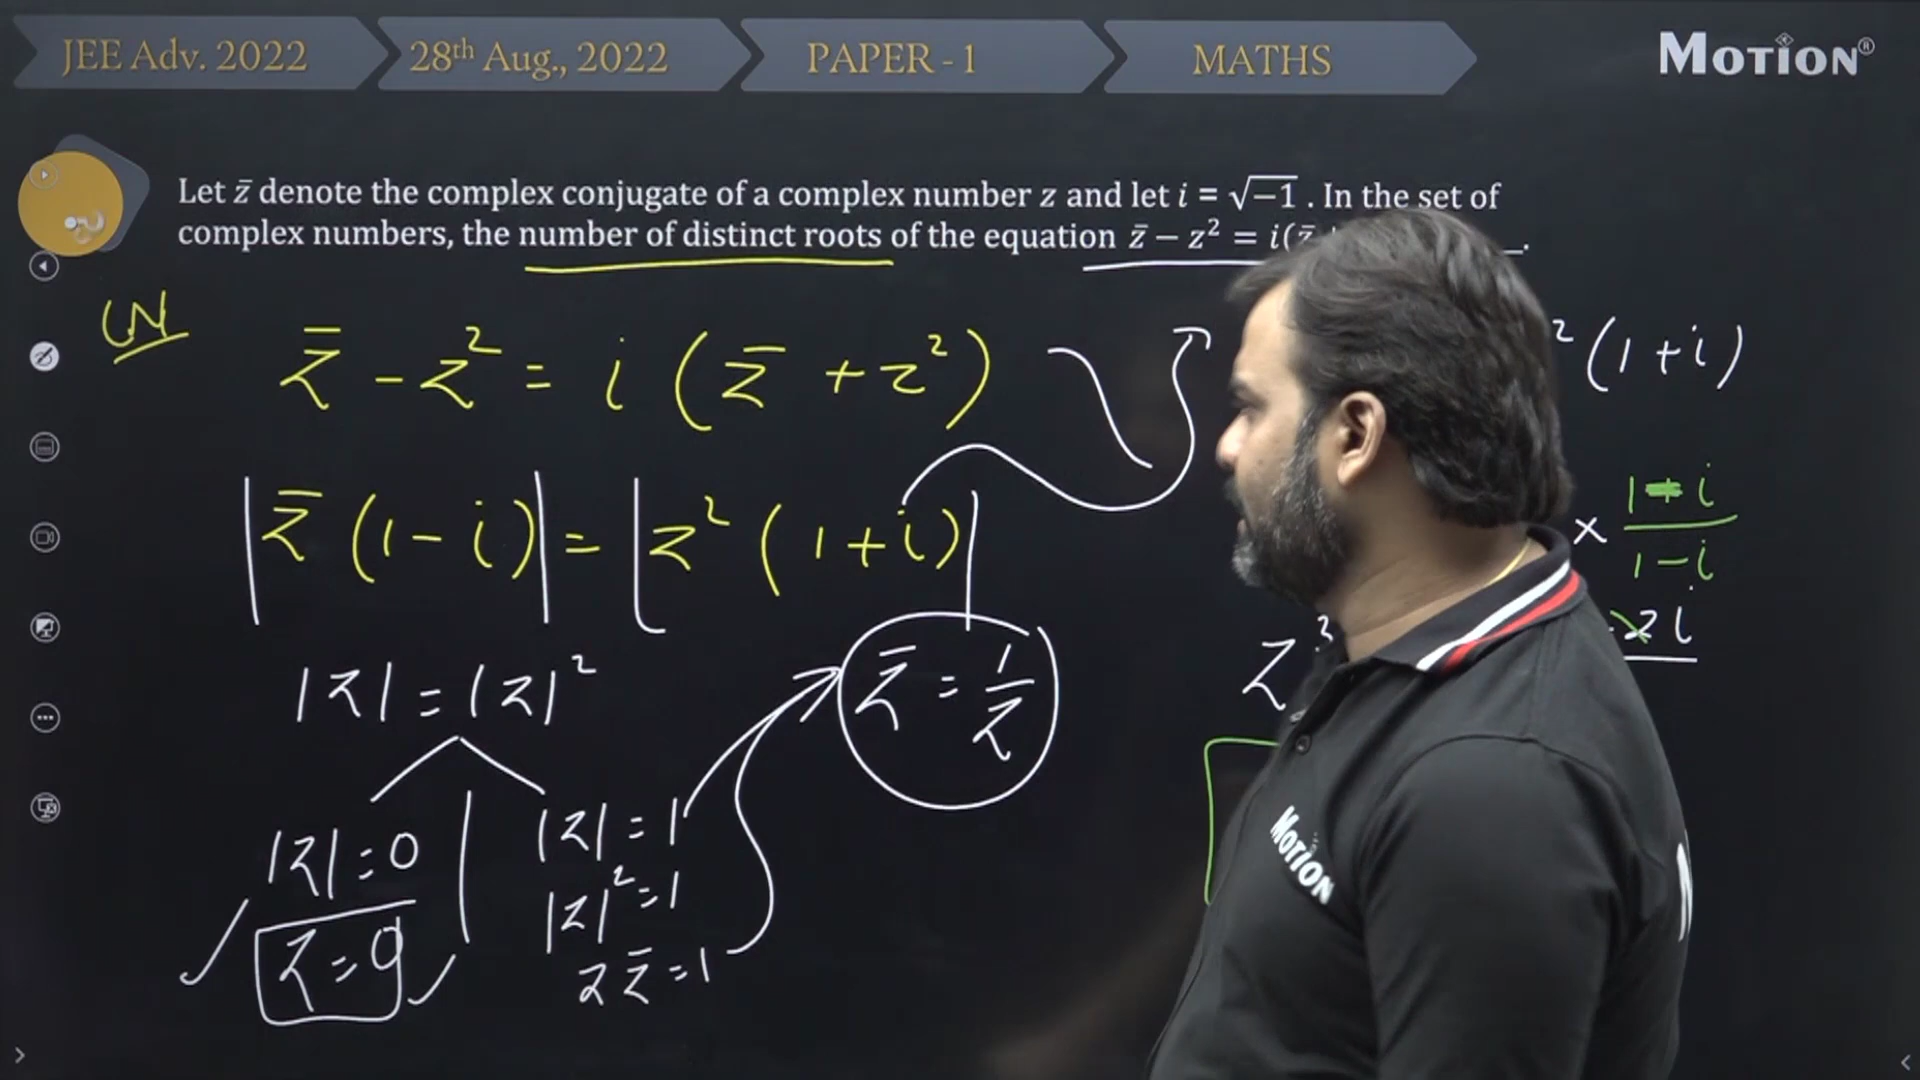 JEE Adv. 2022 28th Aug., 2022 PAPER - 1 MATHS MOTION®
Let z̄ denote the complex conjugate of a complex number z and let i = √−1 . In the set of
complex numbers, the number of distinct roots of the equation z̄ − z² = i(z̄ .
z̄ − z² = i (z̄ + z²)
² (1+i)
|z̄ (1 − i)| = |z² (1 + i)|
× 1−i / 1−i
|z| = |z|²
z̄ = 1/z
z³
2i
|z| = 0
|z| = 1
|z|² = 1
z = 0
z z̄ = 1
MOTION